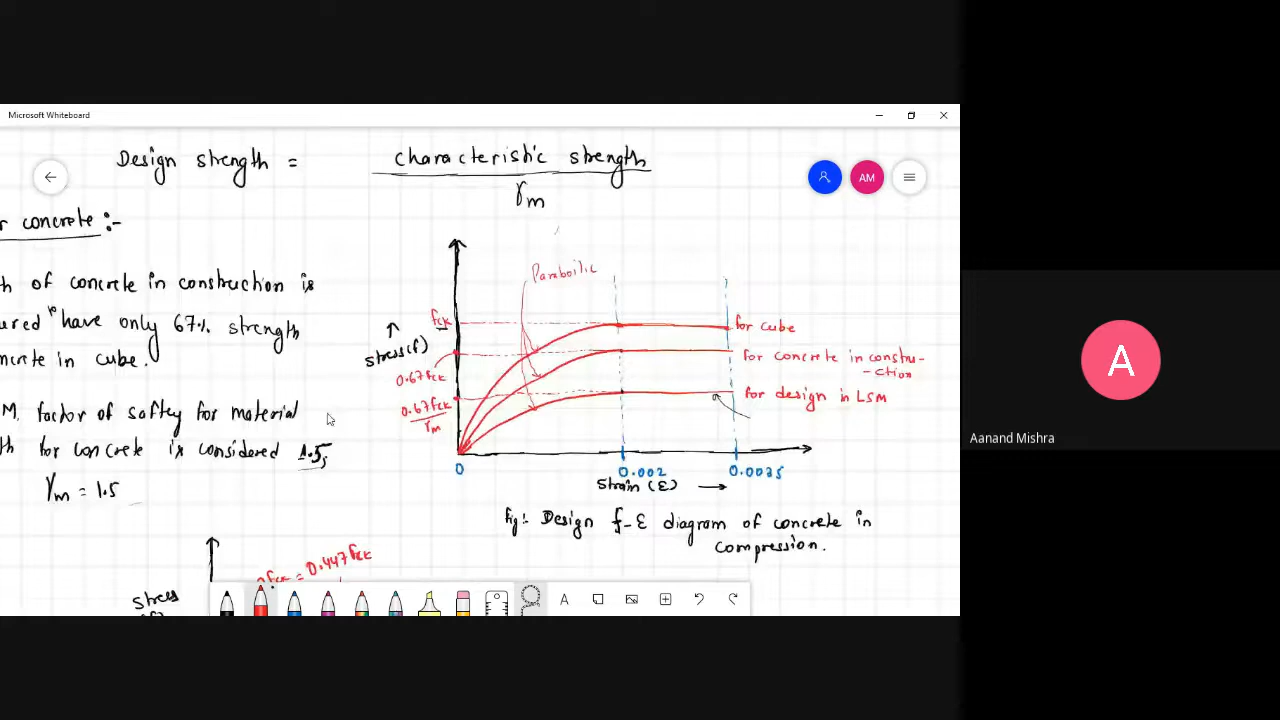 Microsoft Whiteboard
Design strength = characteristic strength
γm
AM
r concrete :-
th of concrete in construction is
ured to have only 67% strength
ncrete in cube.
M, factor of saftey for material
th for concrete is considered 1.5,
γm = 1.5
Parabolic
fck
for cube
stress(f)
for concrete in constru-
-ction
0.67fck
for design in LSM
0.67fck
γm
0
0.002
0.0035
Strain (ε)
fig:- Design f-ε diagram of concrete in
compression.
fck = 0.447fck
stress
A
A
Aanand Mishra